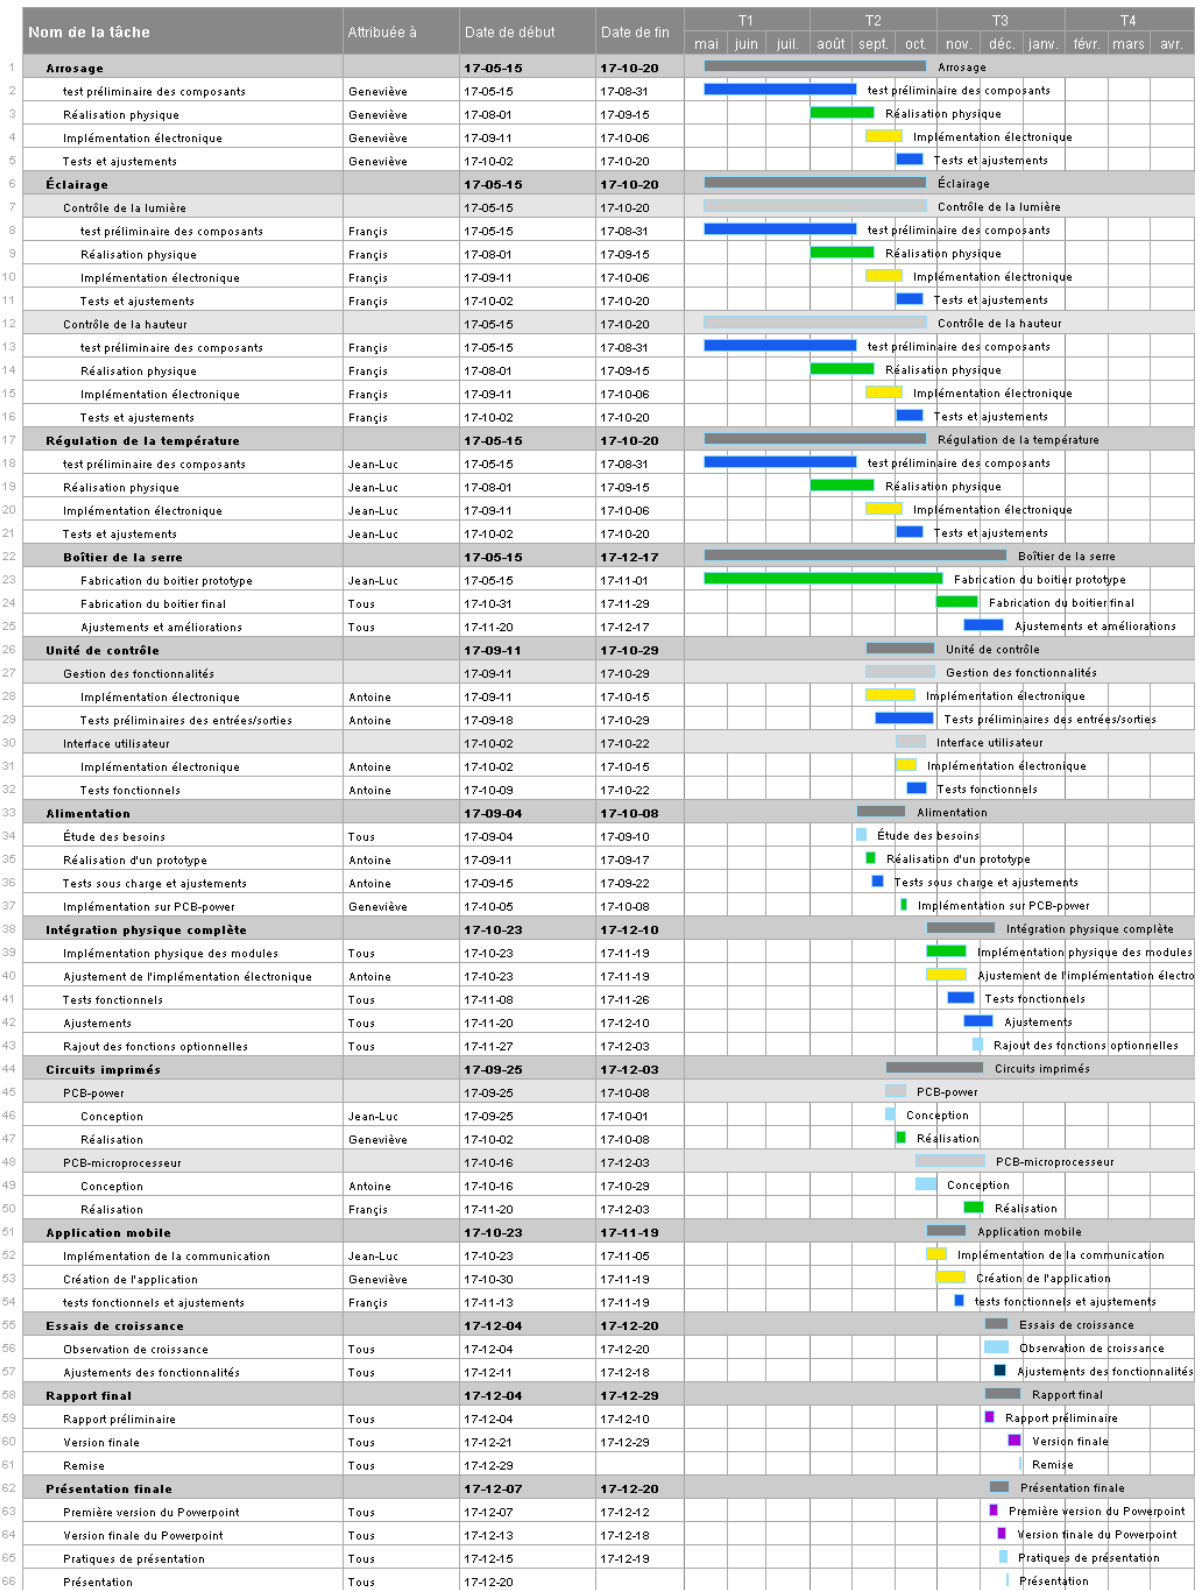 Nom de la tâche Attribuée à Date de début Date de fin T1 T2 T3 T4
mai juin juil. août sept. oct. nov. déc. janv. févr. mars avr.
1 Arrosage 17-05-15 17-10-20 Arrosage
2 test préliminaire des composants Geneviève 17-05-15 17-08-31 test préliminaire des composants
3 Réalisation physique Geneviève 17-08-01 17-09-15 Réalisation physique
4 Implémentation électronique Geneviève 17-09-11 17-10-06 Implémentation électronique
5 Tests et ajustements Geneviève 17-10-02 17-10-20 Tests et ajustements
6 Éclairage 17-05-15 17-10-20 Éclairage
7 Contrôle de la lumière 17-05-15 17-10-20 Contrôle de la lumière
8 test préliminaire des composants Françis 17-05-15 17-08-31 test préliminaire des composants
9 Réalisation physique Françis 17-08-01 17-09-15 Réalisation physique
10 Implémentation électronique Françis 17-09-11 17-10-06 Implémentation électronique
11 Tests et ajustements Françis 17-10-02 17-10-20 Tests et ajustements
12 Contrôle de la hauteur 17-05-15 17-10-20 Contrôle de la hauteur
13 test préliminaire des composants Françis 17-05-15 17-08-31 test préliminaire des composants
14 Réalisation physique Françis 17-08-01 17-09-15 Réalisation physique
15 Implémentation électronique Françis 17-09-11 17-10-06 Implémentation électronique
16 Tests et ajustements Françis 17-10-02 17-10-20 Tests et ajustements
17 Régulation de la température 17-05-15 17-10-20 Régulation de la température
18 test préliminaire des composants Jean-Luc 17-05-15 17-08-31 test préliminaire des composants
19 Réalisation physique Jean-Luc 17-08-01 17-09-15 Réalisation physique
20 Implémentation électronique Jean-Luc 17-09-11 17-10-06 Implémentation électronique
21 Tests et ajustements Jean-Luc 17-10-02 17-10-20 Tests et ajustements
22 Boîtier de la serre 17-05-15 17-12-17 Boîtier de la serre
23 Fabrication du boitier prototype Jean-Luc 17-05-15 17-11-01 Fabrication du boitier prototype
24 Fabrication du boitier final Tous 17-10-31 17-11-29 Fabrication du boitier final
25 Ajustements et améliorations Tous 17-11-20 17-12-17 Ajustements et améliorations
26 Unité de contrôle 17-09-11 17-10-29 Unité de contrôle
27 Gestion des fonctionnalités 17-09-11 17-10-29 Gestion des fonctionnalités
28 Implémentation électronique Antoine 17-09-11 17-10-15 Implémentation électronique
29 Tests préliminaires des entrées/sorties Antoine 17-09-18 17-10-29 Tests préliminaires des entrées/sorties
30 Interface utilisateur 17-10-02 17-10-22 Interface utilisateur
31 Implémentation électronique Antoine 17-10-02 17-10-15 Implémentation électronique
32 Tests fonctionnels Antoine 17-10-09 17-10-22 Tests fonctionnels
33 Alimentation 17-09-04 17-10-08 Alimentation
34 Étude des besoins Tous 17-09-04 17-09-10 Étude des besoins
35 Réalisation d'un prototype Antoine 17-09-11 17-09-17 Réalisation d'un prototype
36 Tests sous charge et ajustements Antoine 17-09-15 17-09-22 Tests sous charge et ajustements
37 Implémentation sur PCB-power Geneviève 17-10-05 17-10-08 Implémentation sur PCB-power
38 Intégration physique complète 17-10-23 17-12-10 Intégration physique complète
39 Implémentation physique des modules Tous 17-10-23 17-11-19 Implémentation physique des modules
40 Ajustement de l'implémentation électronique Antoine 17-10-23 17-11-19 Ajustement de l'implémentation électro
41 Tests fonctionnels Tous 17-11-08 17-11-26 Tests fonctionnels
42 Ajustements Tous 17-11-20 17-12-10 Ajustements
43 Rajout des fonctions optionnelles Tous 17-11-27 17-12-03 Rajout des fonctions optionnelles
44 Circuits imprimés 17-09-25 17-12-03 Circuits imprimés
45 PCB-power 17-09-25 17-10-08 PCB-power
46 Conception Jean-Luc 17-09-25 17-10-01 Conception
47 Réalisation Geneviève 17-10-02 17-10-08 Réalisation
48 PCB-microprocesseur 17-10-16 17-12-03 PCB-microprocesseur
49 Conception Antoine 17-10-16 17-10-29 Conception
50 Réalisation Françis 17-11-20 17-12-03 Réalisation
51 Application mobile 17-10-23 17-11-19 Application mobile
52 Implémentation de la communication Jean-Luc 17-10-23 17-11-05 Implémentation de la communication
53 Création de l'application Geneviève 17-10-30 17-11-19 Création de l'application
54 tests fonctionnels et ajustements Françis 17-11-13 17-11-19 tests fonctionnels et ajustements
55 Essais de croissance 17-12-04 17-12-20 Essais de croissance
56 Observation de croissance Tous 17-12-04 17-12-20 Observation de croissance
57 Ajustements des fonctionnalités Tous 17-12-11 17-12-18 Ajustements des fonctionnalités
58 Rapport final 17-12-04 17-12-29 Rapport final
59 Rapport préliminaire Tous 17-12-04 17-12-10 Rapport préliminaire
60 Version finale Tous 17-12-21 17-12-29 Version finale
61 Remise Tous 17-12-29 Remise
62 Présentation finale 17-12-07 17-12-20 Présentation finale
63 Première version du Powerpoint Tous 17-12-07 17-12-12 Première version du Powerpoint
64 Version finale du Powerpoint Tous 17-12-13 17-12-18 Version finale du Powerpoint
65 Pratiques de présentation Tous 17-12-15 17-12-19 Pratiques de présentation
66 Présentation Tous 17-12-20 Présentation